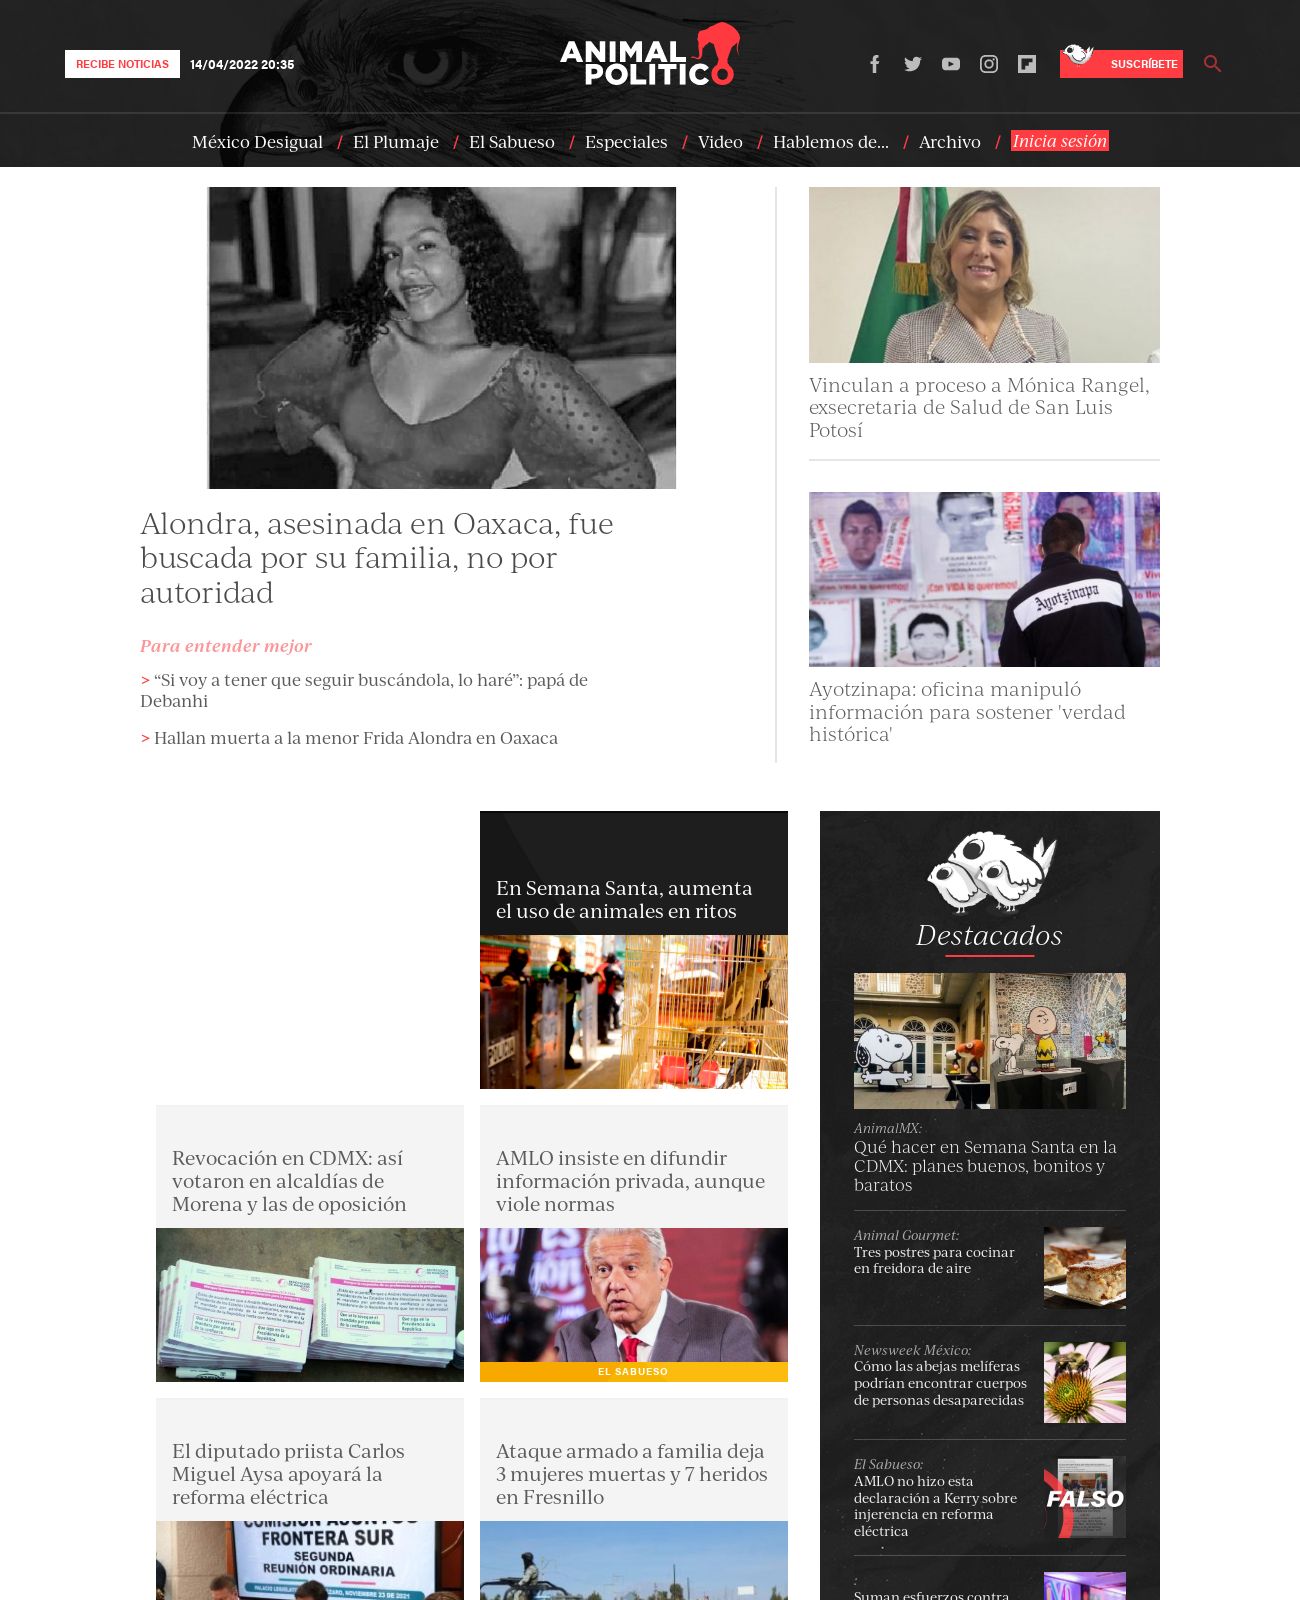 RECIBE NOTICIAS
14/04/2022 20:35
ANIMAL
POLITICO
SUSCRÍBETE
México Desigual / El Plumaje / El Sabueso / Especiales / Video / Hablemos de... / Archivo / Inicia sesión
Alondra, asesinada en Oaxaca, fue
buscada por su familia, no por
autoridad
Para entender mejor
> “Si voy a tener que seguir buscándola, lo haré”: papá de
Debanhi
> Hallan muerta a la menor Frida Alondra en Oaxaca
Vinculan a proceso a Mónica Rangel,
exsecretaria de Salud de San Luis
Potosí
¡Con VIDA lo queremos!
Ayotzinapa
Ayotzinapa: oficina manipuló
información para sostener 'verdad
histórica'
En Semana Santa, aumenta
el uso de animales en ritos
Revocación en CDMX: así
votaron en alcaldías de
Morena y las de oposición
AMLO insiste en difundir
información privada, aunque
viole normas
EL SABUESO
El diputado priista Carlos
Miguel Aysa apoyará la
reforma eléctrica
COMISIÓN ASUNTOS
FRONTERA SUR
SEGUNDA
REUNIÓN ORDINARIA
Ataque armado a familia deja
3 mujeres muertas y 7 heridos
en Fresnillo
Destacados
AnimalMX:
Qué hacer en Semana Santa en la
CDMX: planes buenos, bonitos y
baratos
Animal Gourmet:
Tres postres para cocinar
en freidora de aire
Newsweek México:
Cómo las abejas melíferas
podrían encontrar cuerpos
de personas desaparecidas
El Sabueso:
AMLO no hizo esta
declaración a Kerry sobre
injerencia en reforma
eléctrica
FALSO
:
Suman esfuerzos contra